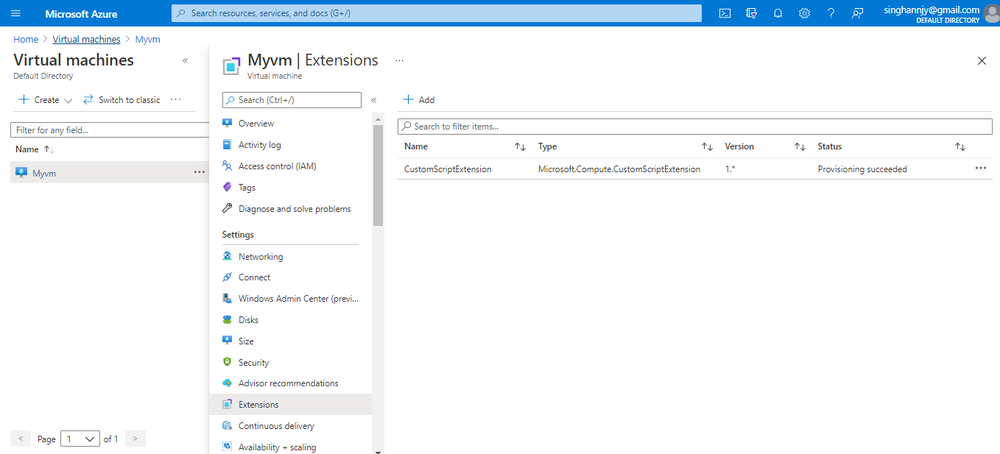 Microsoft Azure
Search resources, services, and docs (G+/)
singhannjy@gmail.com
DEFAULT DIRECTORY
Home > Virtual machines > Myvm
Virtual machines
Default Directory
Create
Switch to classic
Filter for any field...
Name
Myvm
Page 1 of 1
Myvm | Extensions
Virtual machine
Search (Ctrl+/)
Overview
Activity log
Access control (IAM)
Tags
Diagnose and solve problems
Settings
Networking
Connect
Windows Admin Center (previ...
Disks
Size
Security
Advisor recommendations
Extensions
Continuous delivery
Availability + scaling
Add
Search to filter items...
Name Type Version Status
CustomScriptExtension Microsoft.Compute.CustomScriptExtension 1.* Provisioning succeeded